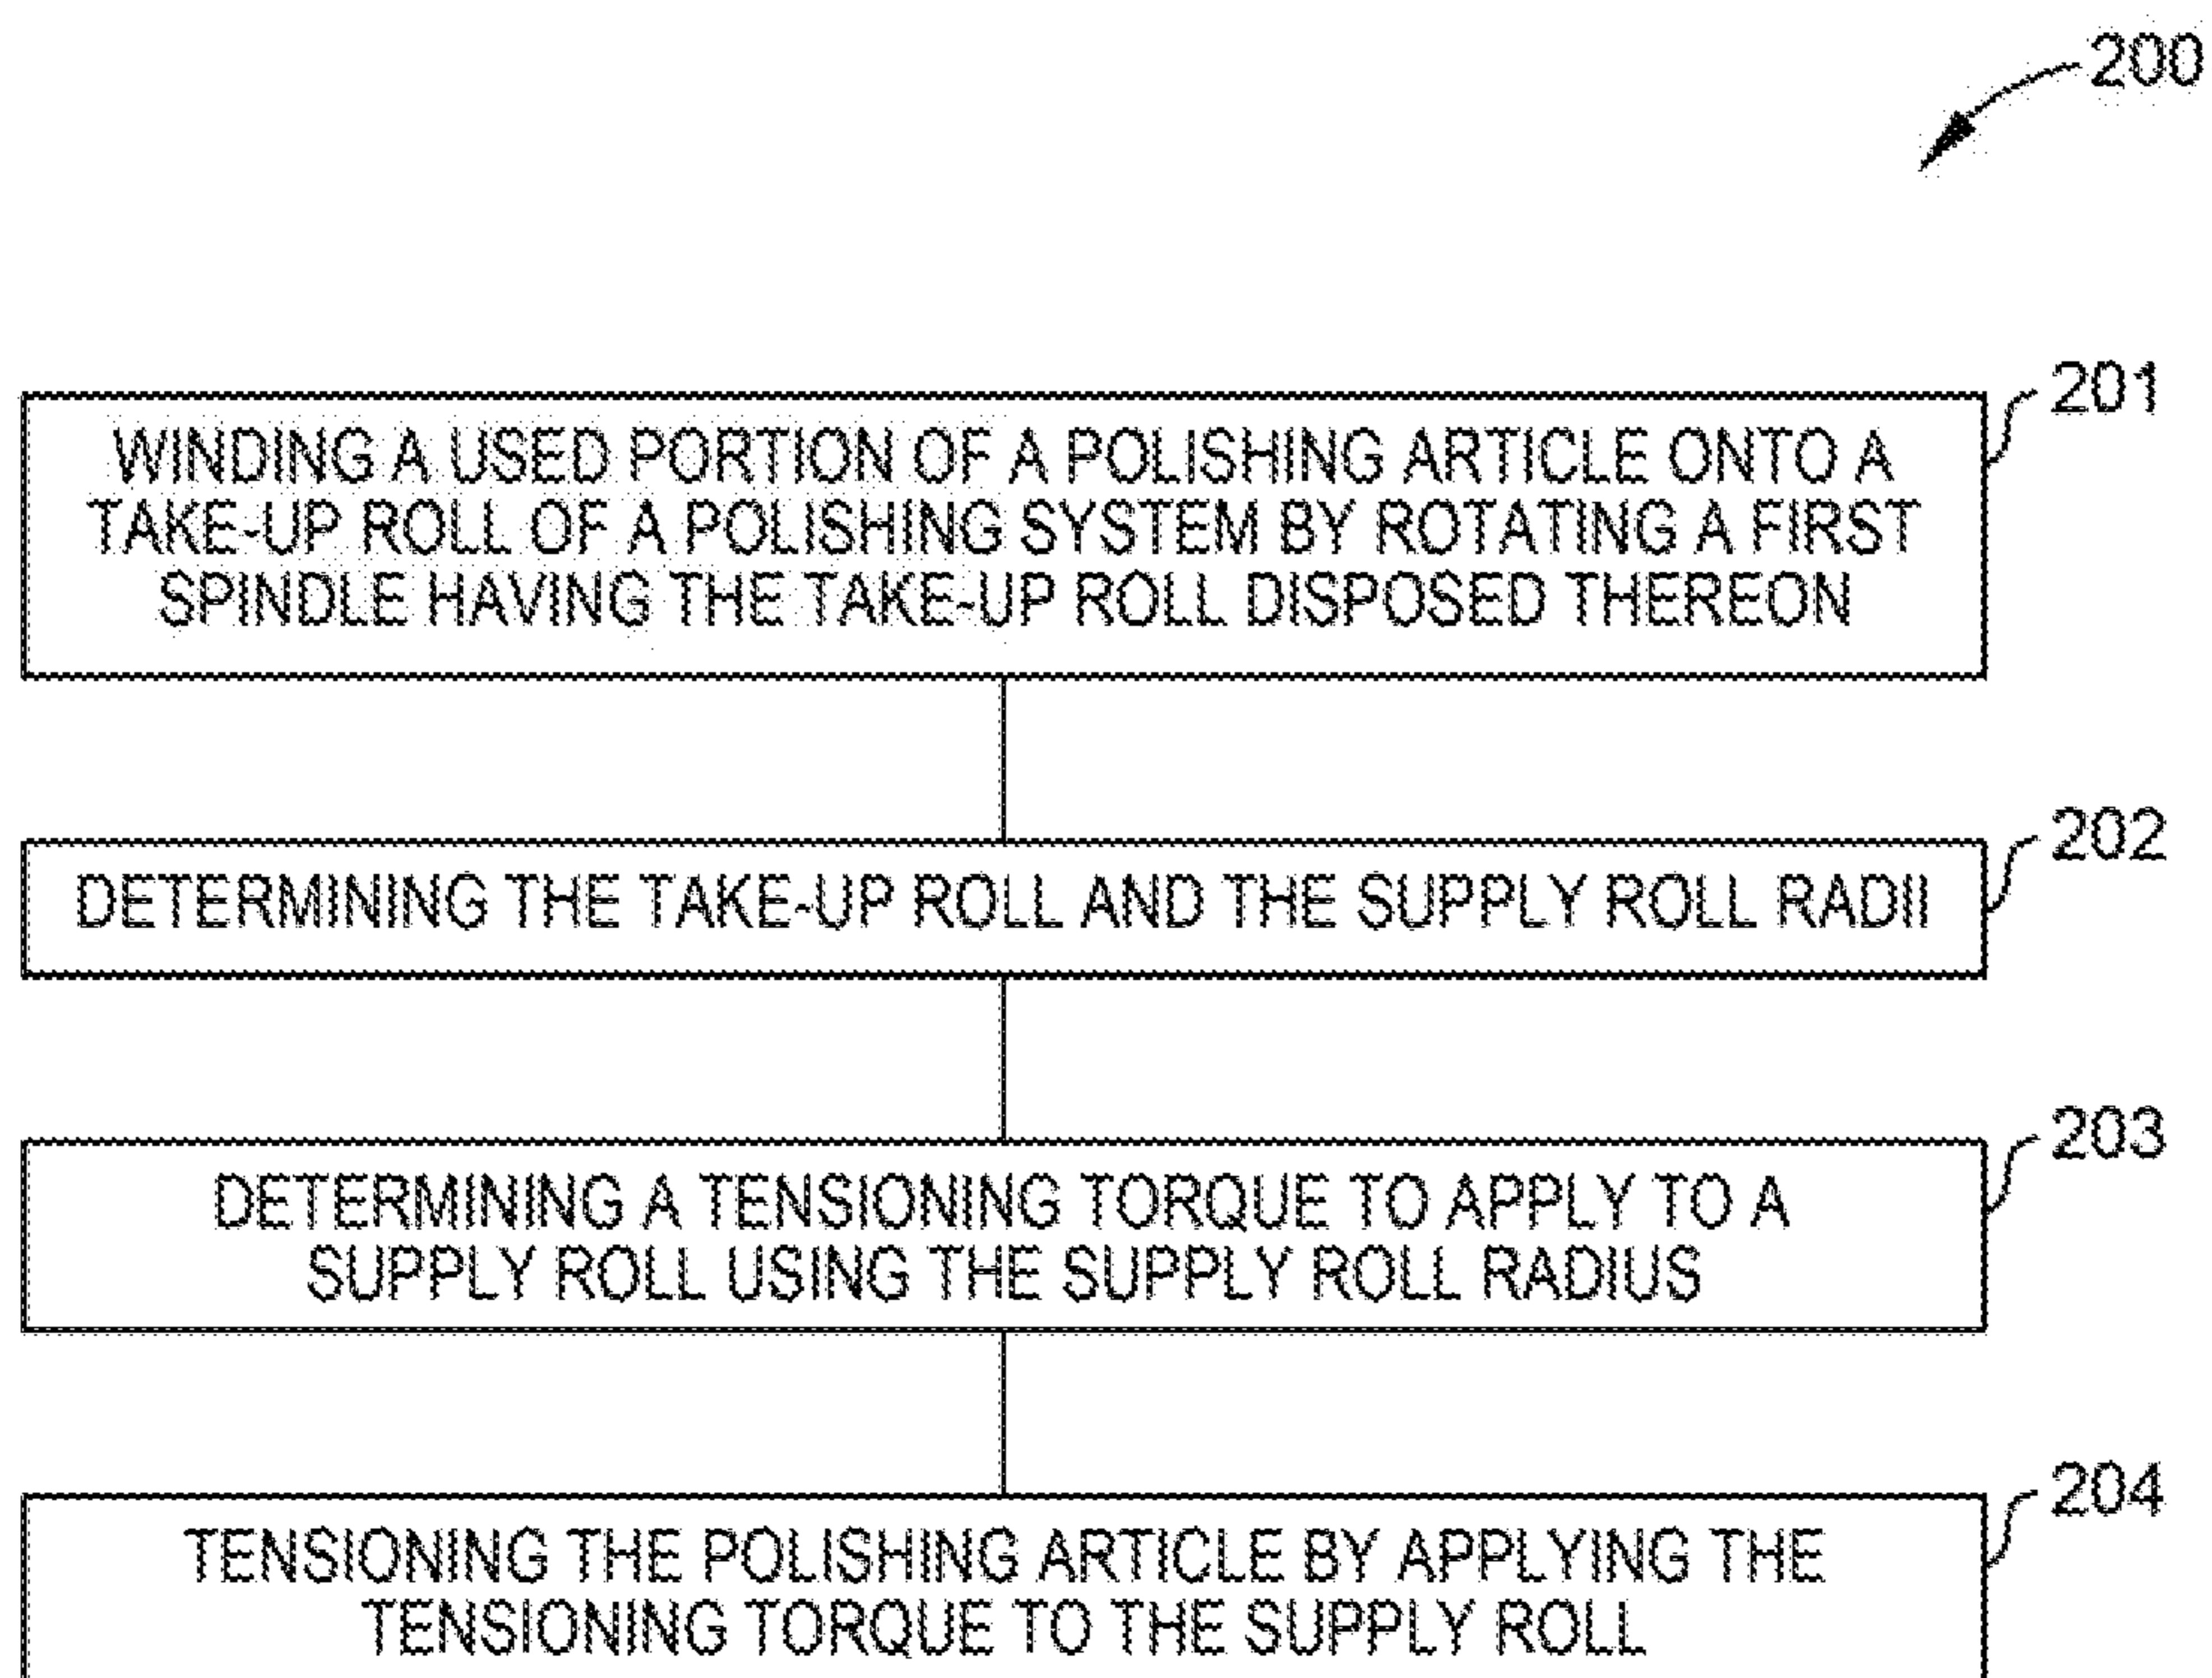 200
201
WINDING A USED PORTION OF A POLISHING ARTICLE ONTO A
TAKE-UP ROLL OF A POLISHING SYSTEM BY ROTATING A FIRST
SPINDLE HAVING THE TAKE-UP ROLL DISPOSED THEREON
202
DETERMINING THE TAKE-UP ROLL AND THE SUPPLY ROLL RADII
203
DETERMINING A TENSIONING TORQUE TO APPLY TO A
SUPPLY ROLL USING THE SUPPLY ROLL RADIUS
204
TENSIONING THE POLISHING ARTICLE BY APPLYING THE
TENSIONING TORQUE TO THE SUPPLY ROLL